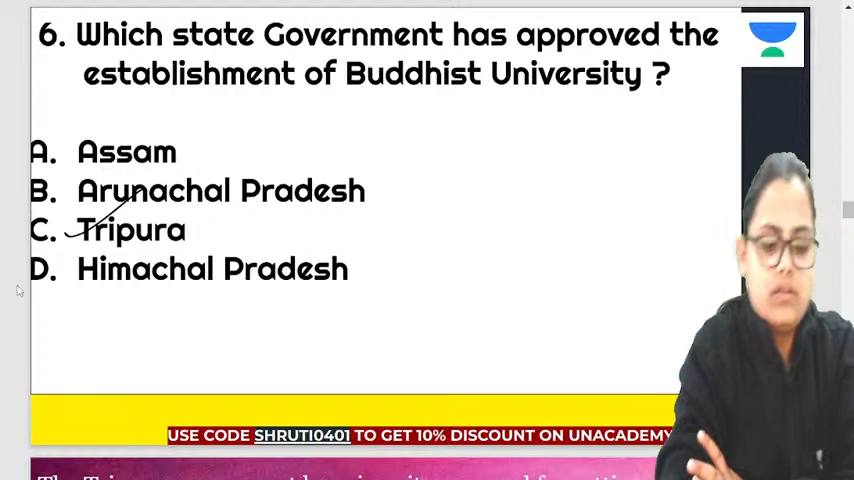 6. Which state Government has approved the
establishment of Buddhist University ?
A. Assam
B. Arunachal Pradesh
C. Tripura
D. Himachal Pradesh
USE CODE SHRUTI0401 TO GET 10% DISCOUNT ON UNACADEMY